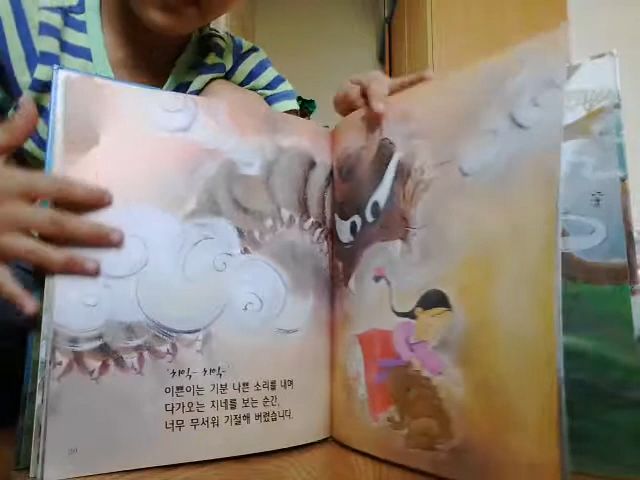 '시익- 시익'
이쁜이는 기분 나쁜 소리를 내며
다가오는 지네를 보는 순간,
너무 무서워 기절해 버렸습니다.